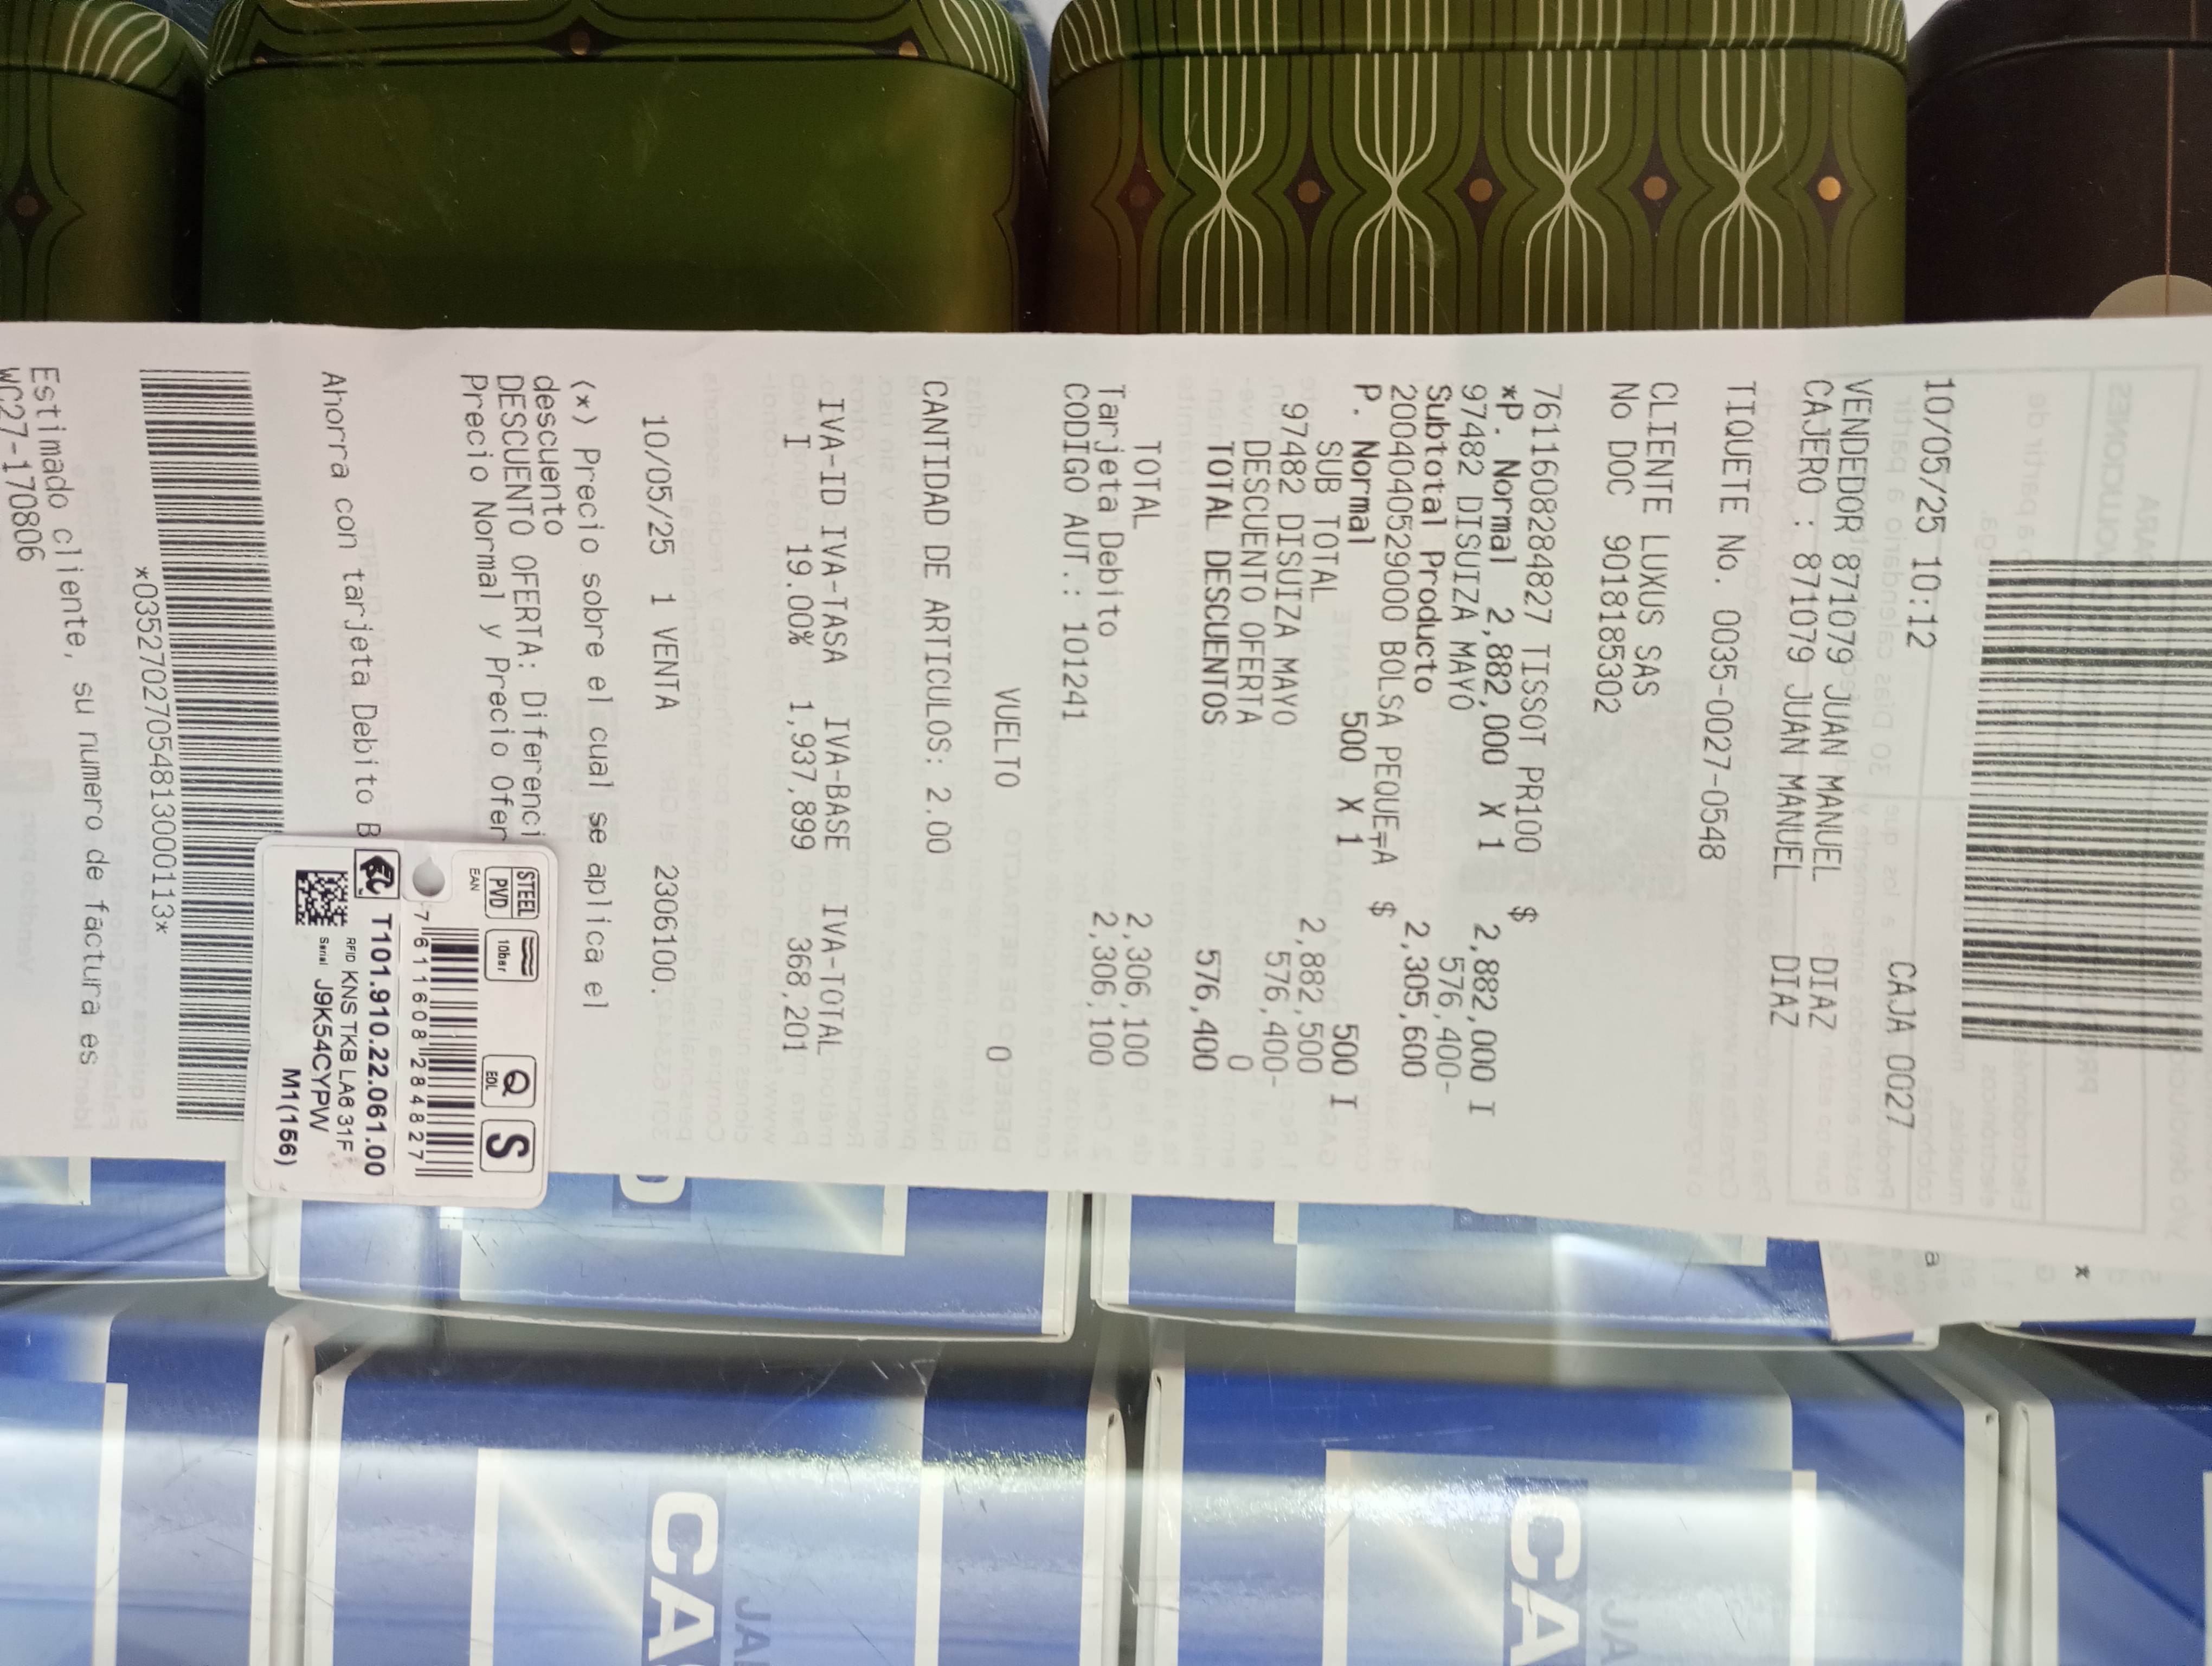 10/05/25 10:12 CAJA 0027
VENDEDOR 871079 JUAN MANUEL DIAZ
CAJERO : 871079 JUAN MANUEL DIAZ
TIQUETE No. 0035-0027-0548
CLIENTE LUXUS SAS
No DOC 9018185302
7611608284827 TISSOT PR100 $
*P. Normal 2,882,000 X 1 2,882,000 I
97482 DISUIZA MAYO 576,400-
Subtotal Producto 2,305,600
2004040529000 BOLSA PEQUE╤A $
P. Normal 500 X 1 500 I
SUB TOTAL 2,882,500
97482 DISUIZA MAYO 576,400-
DESCUENTO OFERTA 0
TOTAL DESCUENTOS 576,400
TOTAL 2,306,100
Tarjeta Debito 2,306,100
CODIGO AUT.: 101241
VUELTO 0
CANTIDAD DE ARTICULOS: 2.00
IVA-ID IVA-TASA IVA-BASE IVA-TOTAL
I 19.00% 1,937,899 368,201
10/05/25 1 VENTA 2306100.
(*) Precio sobre el cual se aplica el
descuento
DESCUENTO OFERTA: Diferenci
Precio Normal y Precio Ofer
Ahorra con tarjeta Debito B
*035270270548130001 13*
Estimado cliente, su numero de factura es
WC27-170806
STEEL
PVD
10bar
Q
EOL
S
EAN
7 611608 284827
T101.910.22.061.00
RFID KNS TKB LA6 31F
Serial J9K54CYPW
M1(156)
CA
JA
CA
JA